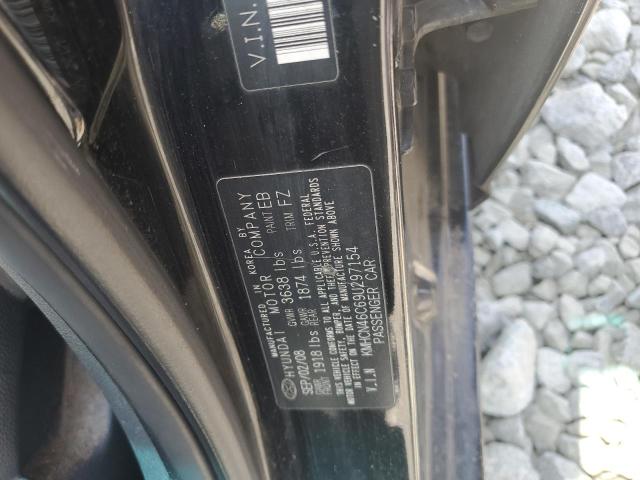 V.I.N.
MANUFACTURED IN KOREA BY
HYUNDAI MOTOR COMPANY
SEP/02/08 GVWR 3638 lbs PAINT EB
GAWR FRONT 1918 lbs GAWR REAR 1874 lbs TRIM FZ
THIS VEHICLE CONFORMS TO ALL APPLICABLE U.S.A. FEDERAL
MOTOR VEHICLE SAFETY, BUMPER, AND THEFT PREVENTION STANDARDS
IN EFFECT ON THE DATE OF MANUFACTURE SHOWN ABOVE
V.I.N KMHCN46C69U297154
PASSENGER CAR